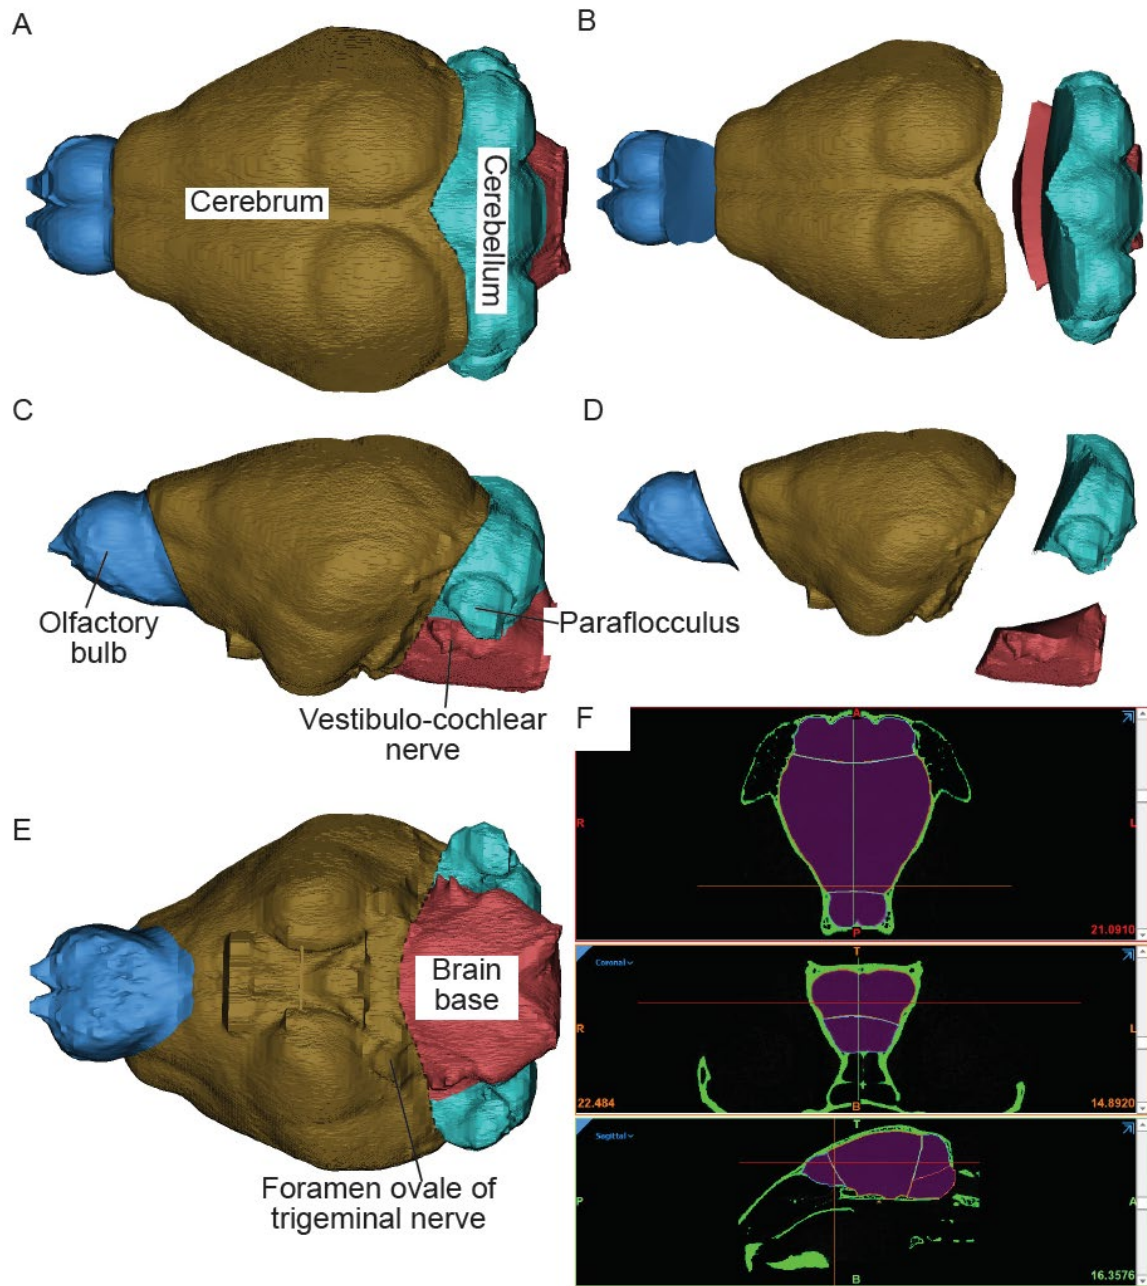 A
B
Cerebrum
Cerebellum
C
D
Olfactory
bulb
Paraflocculus
Vestibulo-cochlear
nerve
F
A
R
L
P
21.0910
E
Brain
base
Foramen ovale of
trigeminal nerve
Coronal
T
R
L
B
22.484
14.8920
Sagittal
T
P
A
B
16.3576